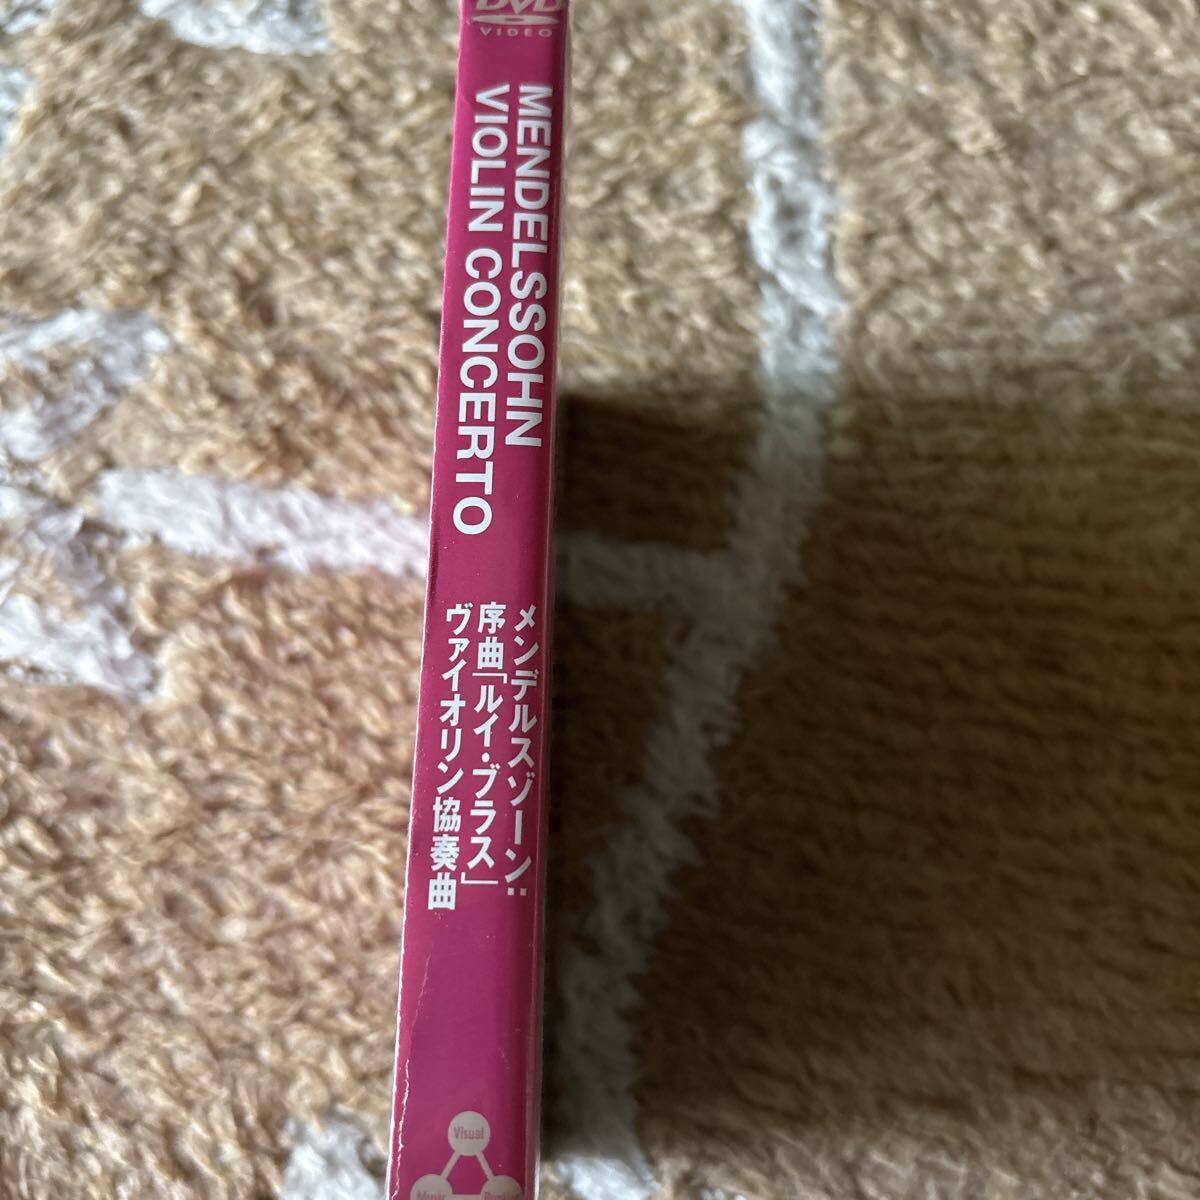 DVD
VIDEO
MENDELSSOHN
VIOLIN CONCERTO
メンデルスゾーン:
序曲「ルイ・ブラス」
ヴァイオリン協奏曲
Visual